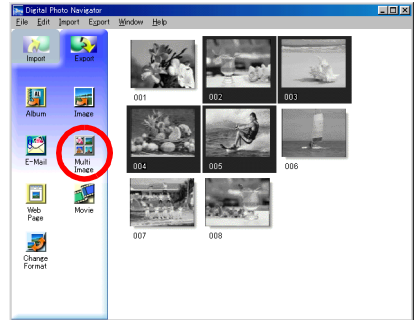 Digital Photo Navigator
File Edit Import Export Window Help
Import Export
Album Image
E-Mail Multi Image
Web Page Movie
Change Format
001 002 003
004 005 006
007 008